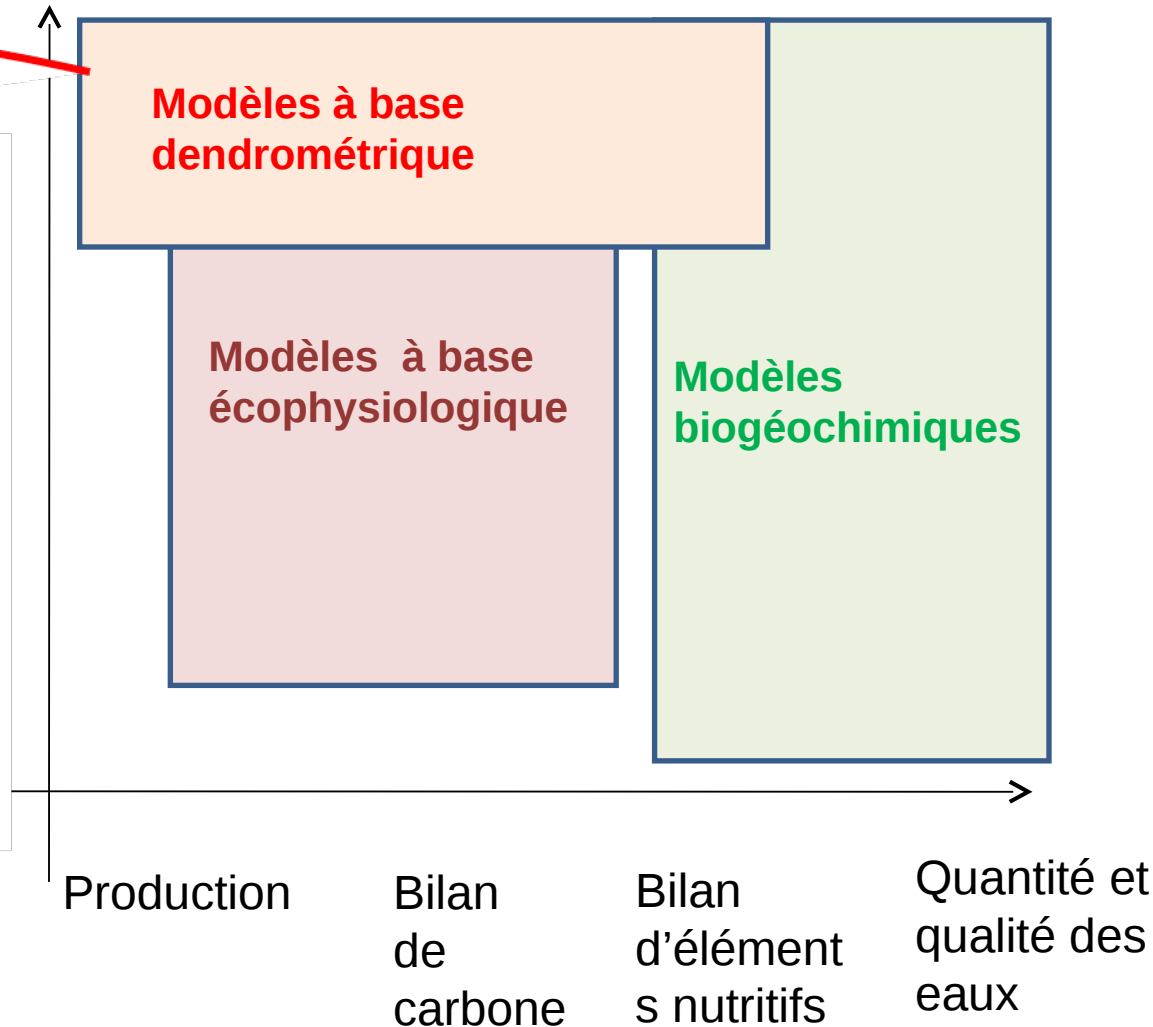 Modèles à base
dendrométrique
Modèles à base
écophysiologique
Modèles
biogéochimiques
Production
Bilan
de
carbone
Bilan
d’élément
s nutritifs
Quantité et
qualité des
eaux